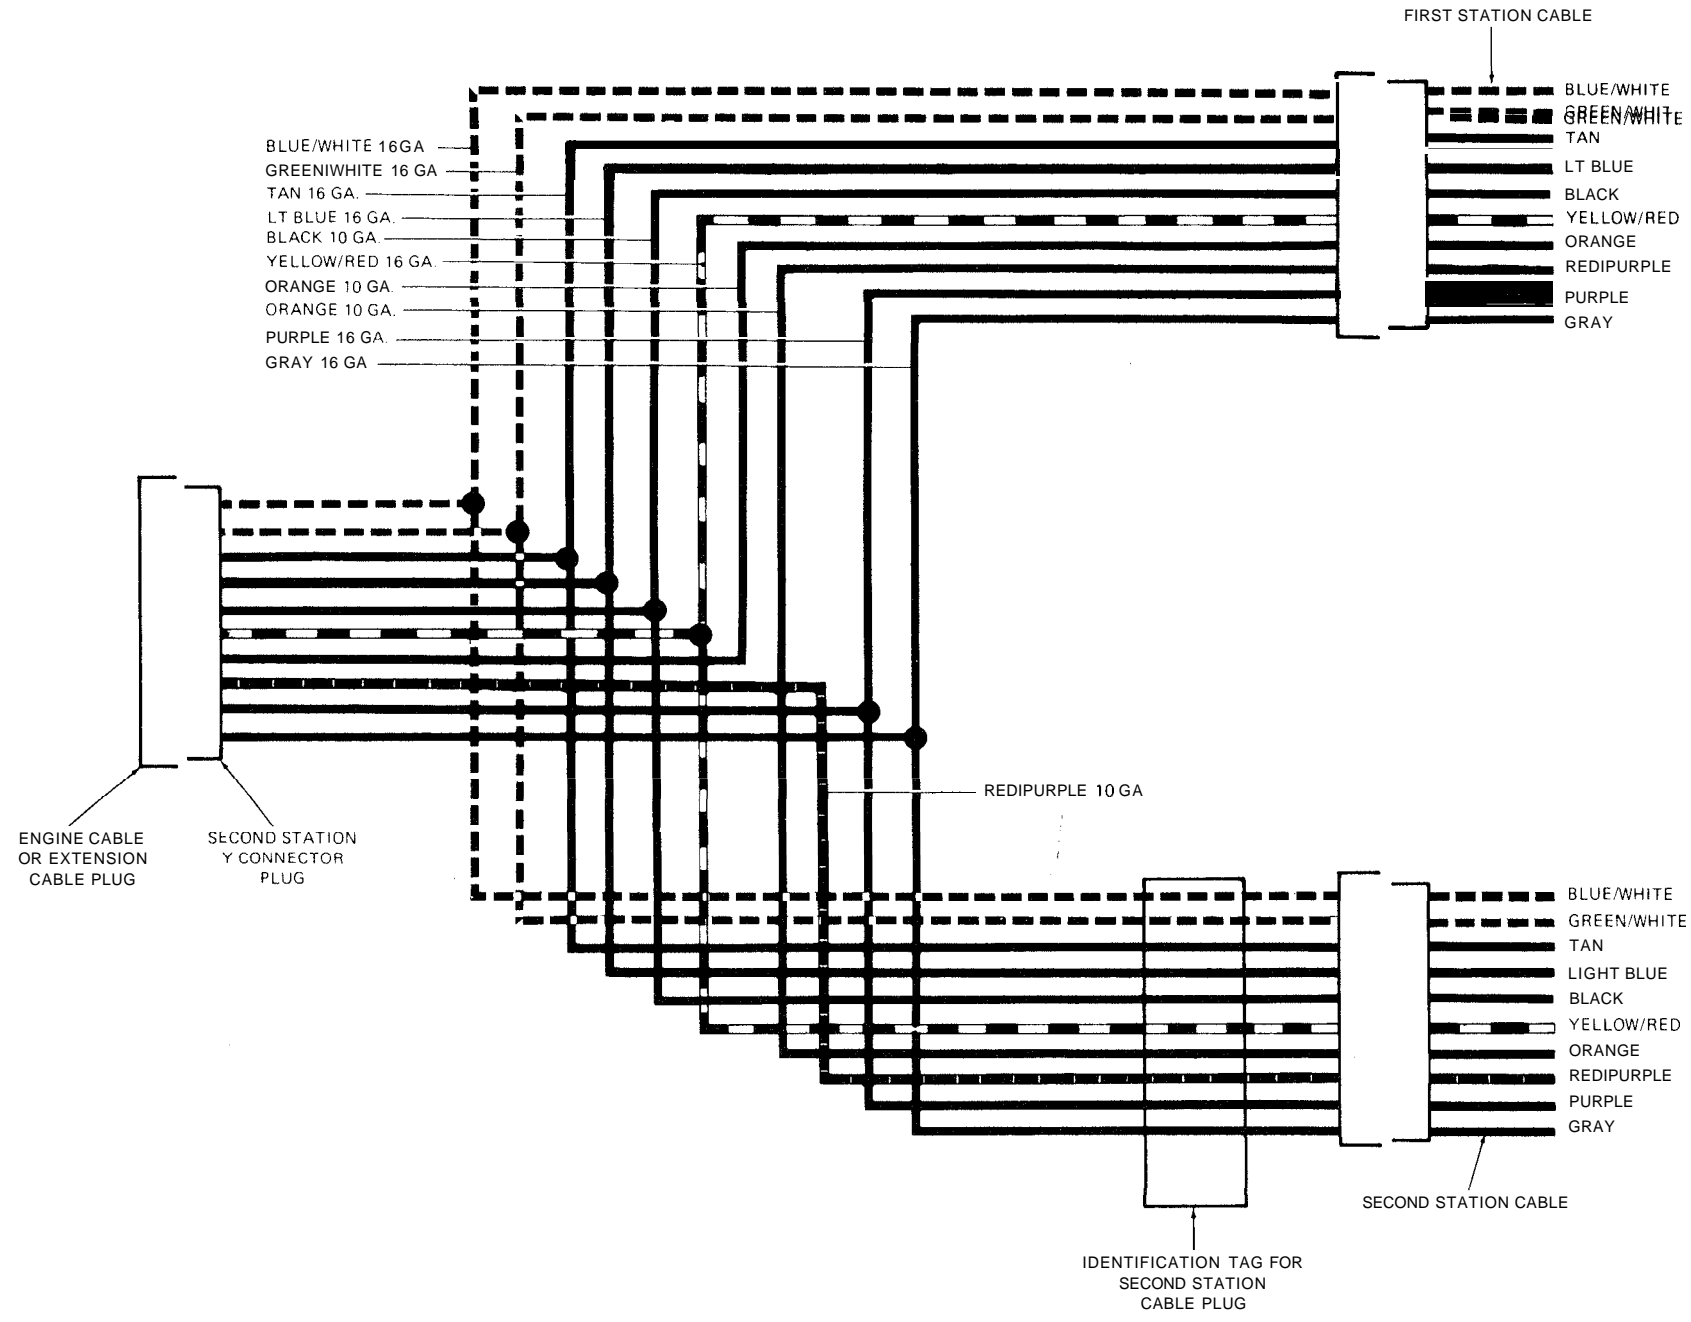 FIRST STATION CABLE
BLUE/WHITE
GREEN/WHIT
GREEN/WHITE
TAN
LT BLUE
BLACK
YELLOW/RED
ORANGE
REDIPURPLE
PURPLE
GRAY
BLUE/WHITE 16GA
GREENIWHITE 16 GA
TAN 16 GA.
LT BLUE 16 GA.
BLACK 10 GA.
YELLOW/RED 16 GA.
ORANGE 10 GA.
ORANGE 10 GA.
PURPLE 16 GA.
GRAY 16 GA
REDIPURPLE 10 GA
ENGINE CABLE
OR EXTENSION
CABLE PLUG
SECOND STATION
Y CONNECTOR
PLUG
BLUE/WHITE
GREEN/WHITE
TAN
LIGHT BLUE
BLACK
YELLOW/RED
ORANGE
REDIPURPLE
PURPLE
GRAY
SECOND STATION CABLE
IDENTIFICATION TAG FOR
SECOND STATION
CABLE PLUG